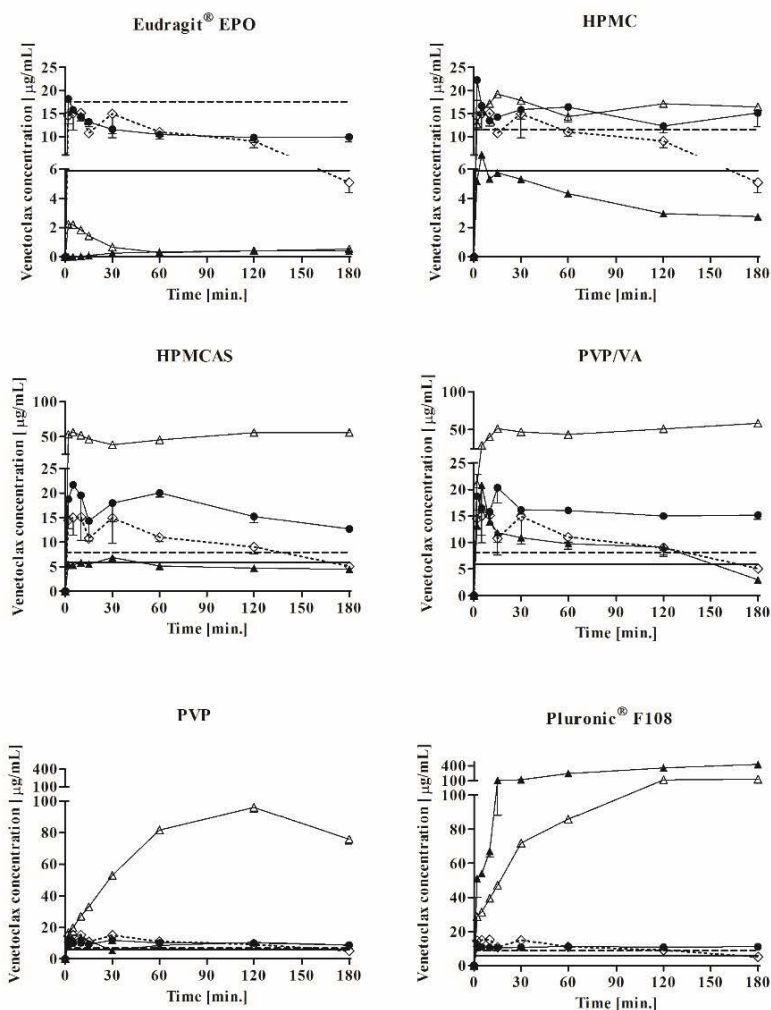 Eudragit® EPO
Venetoclax concentration [ µg/mL]
25
20
15
10
6
4
2
0
0 30 60 90 120 150 180
Time [min.]
HPMC
Venetoclax concentration [ µg/mL]
25
20
15
10
6
4
2
0
0 30 60 90 120 150 180
Time [min.]
HPMCAS
Venetoclax concentration [ µg/mL]
100
50
25
20
15
10
5
0
0 30 60 90 120 150 180
Time [min.]
PVP/VA
Venetoclax concentration [ µg/mL]
100
50
25
20
15
10
5
0
0 30 60 90 120 150 180
Time [min.]
PVP
Venetoclax concentration [ µg/mL]
400
100
100
80
60
40
20
0
0 30 60 90 120 150 180
Time [min.]
Pluronic® F108
Venetoclax concentration [ µg/mL]
400
100
80
60
40
20
0
0 30 60 90 120 150 180
Time [min.]